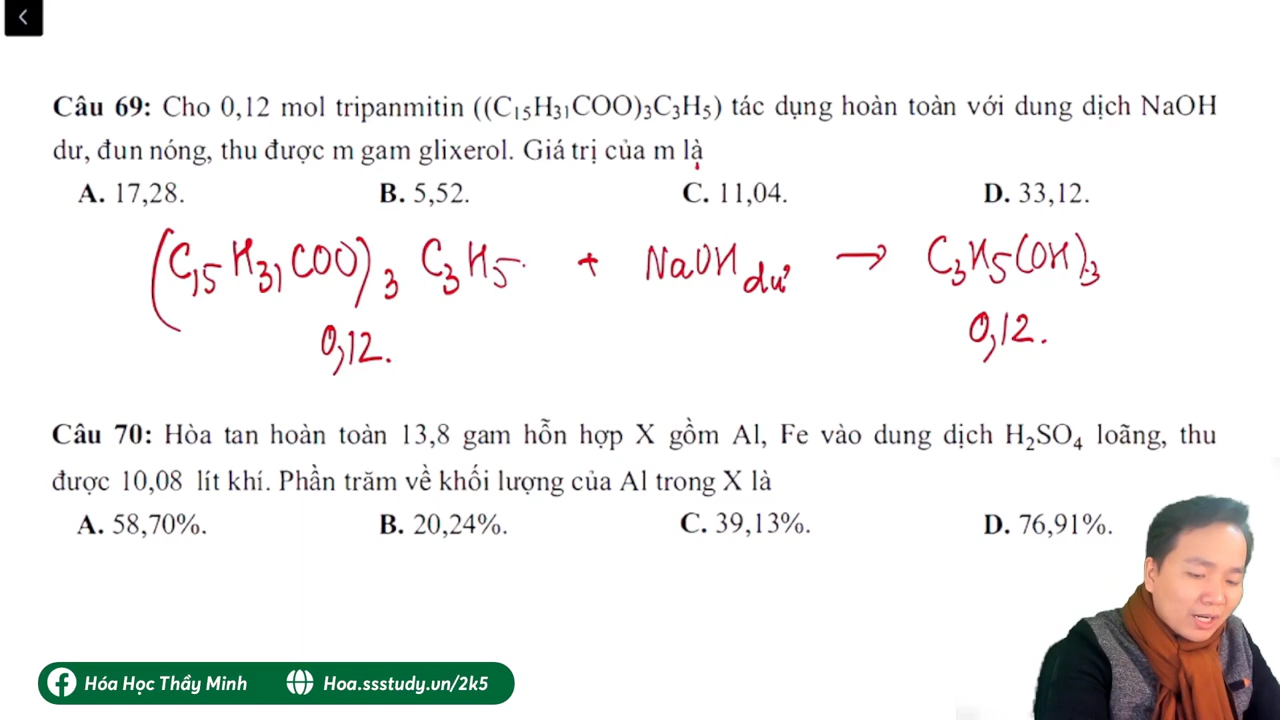 Câu 69: Cho 0,12 mol tripanmitin ((C₁₅H₃₁COO)₃C₃H₅) tác dụng hoàn toàn với dung dịch NaOH
dư, đun nóng, thu được m gam glixerol. Giá trị của m là
A. 17,28. B. 5,52. C. 11,04. D. 33,12.
(C₁₅H₃₁COO)₃C₃H₅ + NaOH dư → C₃H₅(OH)₃
0,12. 0,12.
Câu 70: Hòa tan hoàn toàn 13,8 gam hỗn hợp X gồm Al, Fe vào dung dịch H₂SO₄ loãng, thu
được 10,08 lít khí. Phần trăm về khối lượng của Al trong X là
A. 58,70%. B. 20,24%. C. 39,13%. D. 76,91%.
Hóa Học Thầy Minh Hoa.ssstudy.vn/2k5